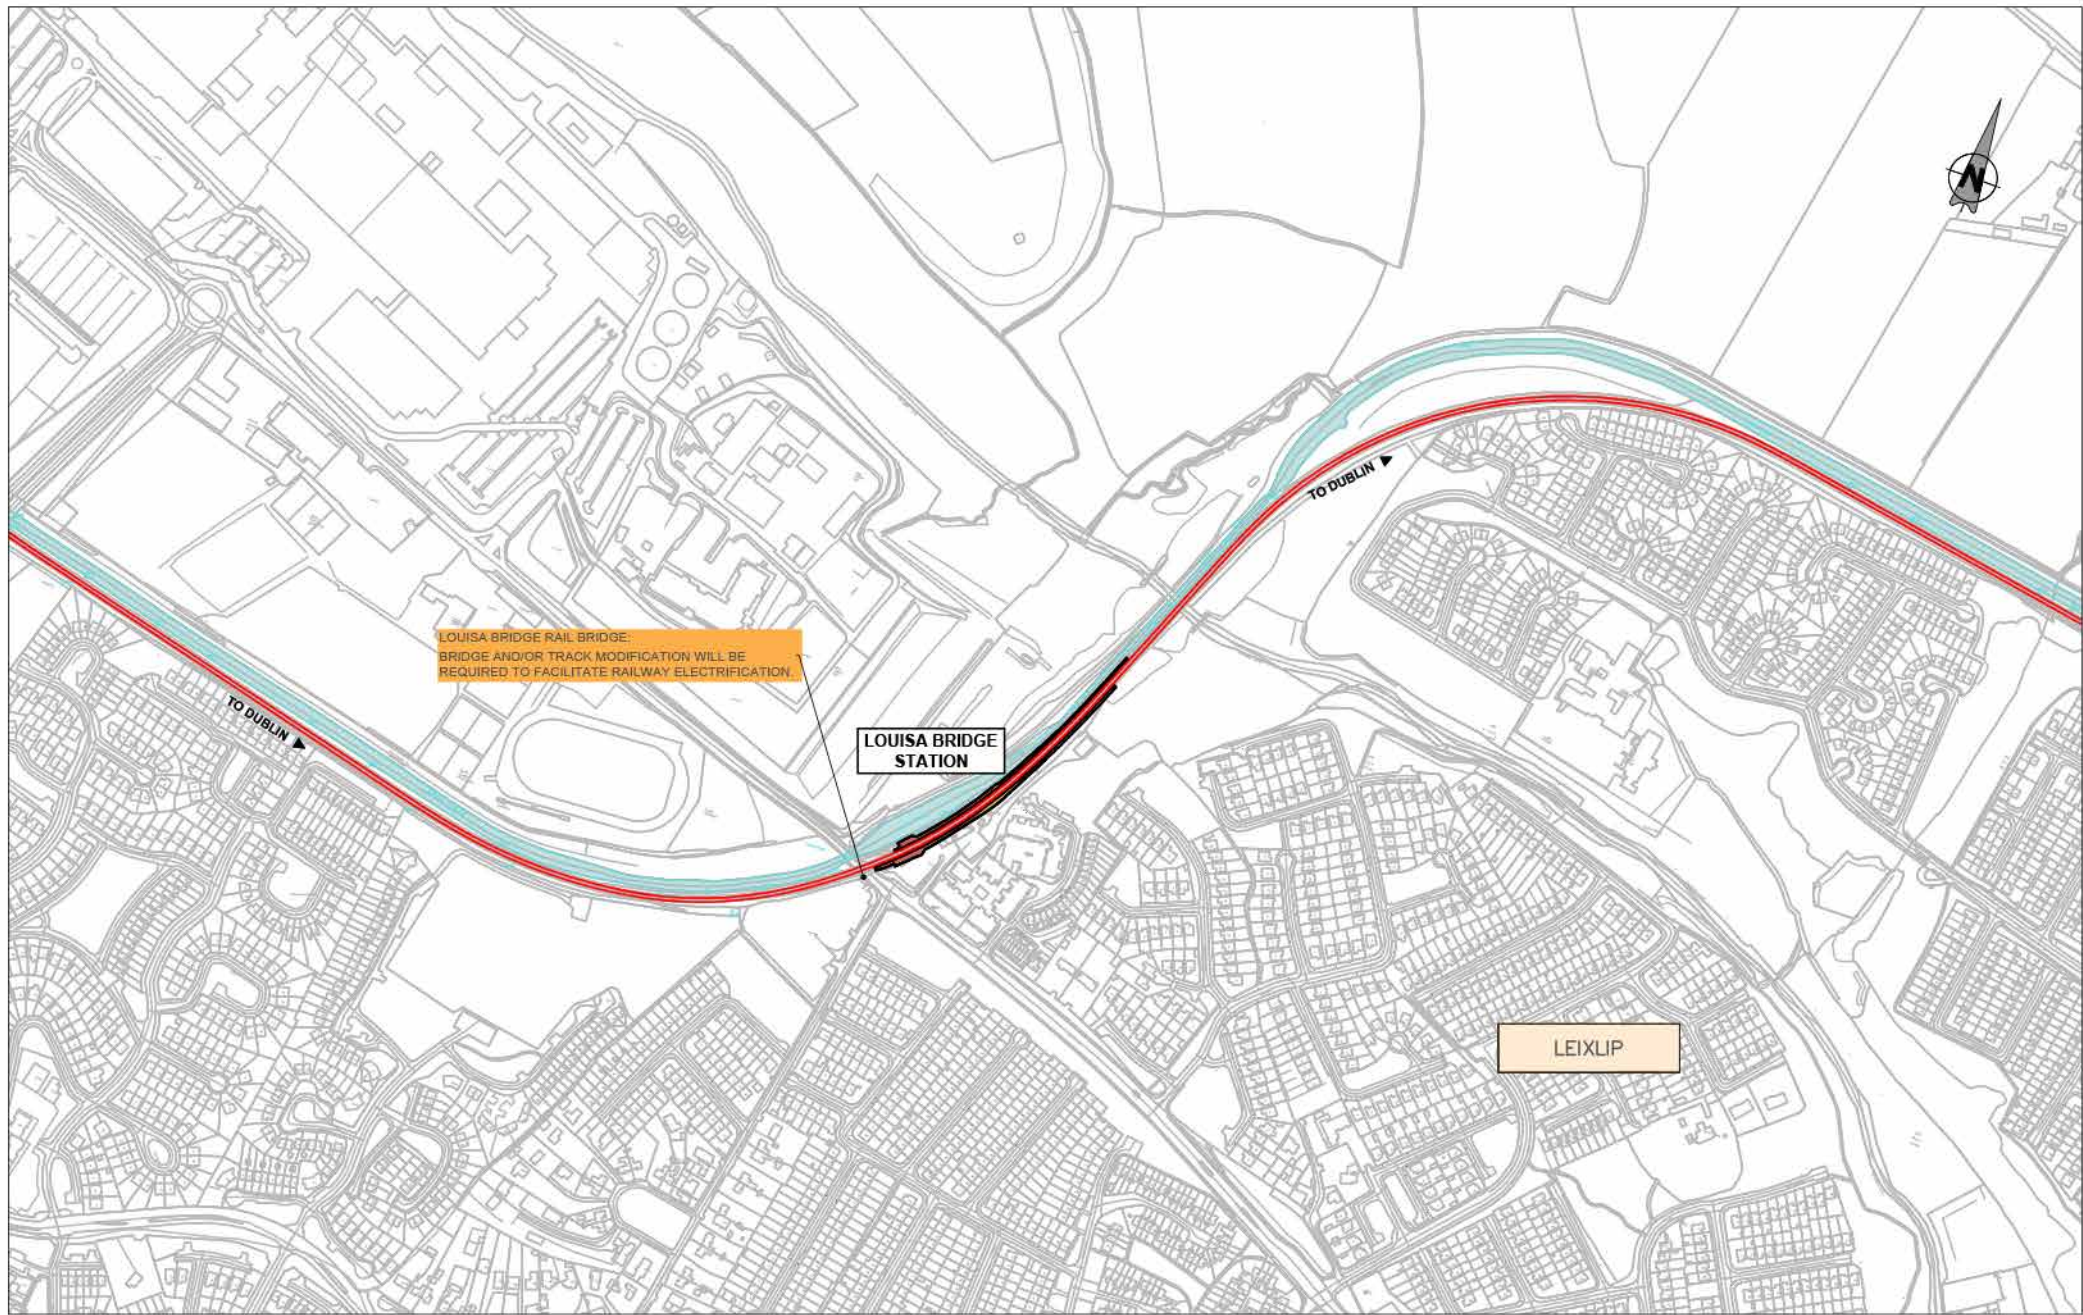 N
TO DUBLIN
LOUISA BRIDGE RAIL BRIDGE:
BRIDGE AND/OR TRACK MODIFICATION WILL BE
REQUIRED TO FACILITATE RAILWAY ELECTRIFICATION.
TO DUBLIN
LOUISA BRIDGE
STATION
LEIXLIP